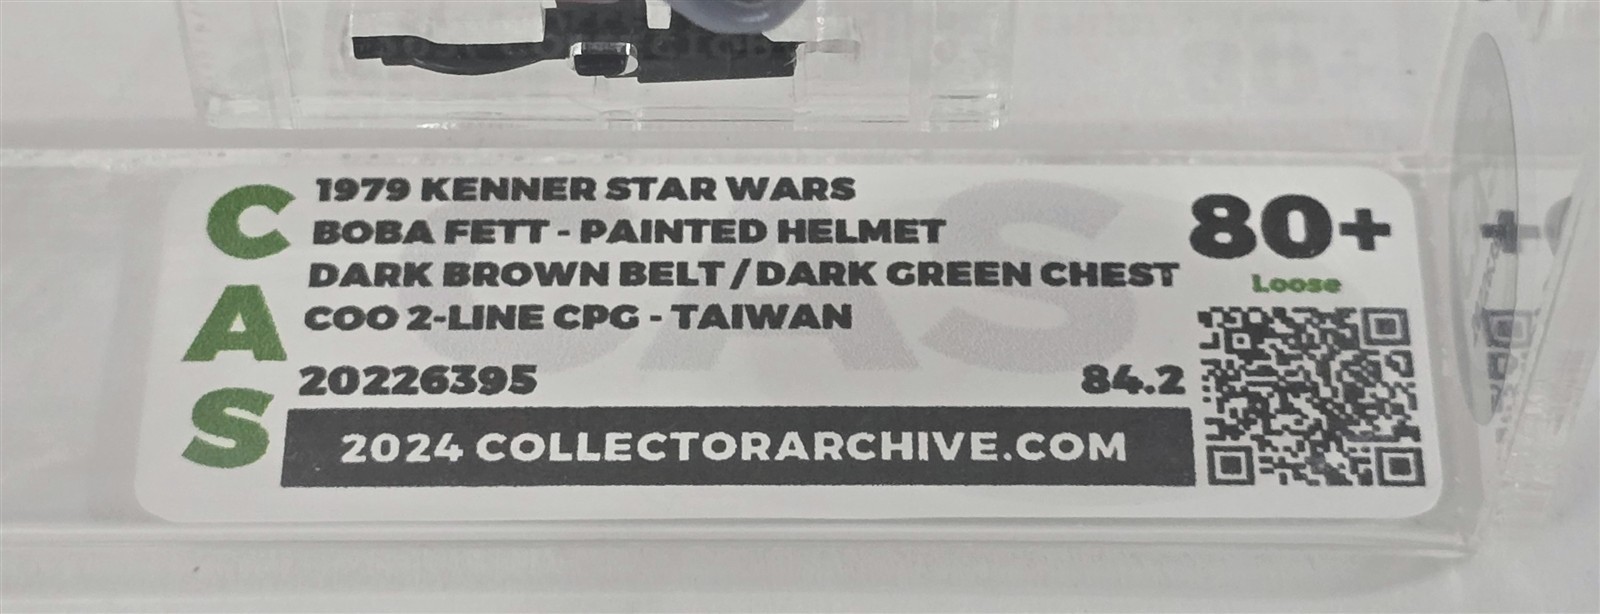 CAS
1979 KENNER STAR WARS
BOBA FETT - PAINTED HELMET
DARK BROWN BELT / DARK GREEN CHEST
COO 2-LINE CPG - TAIWAN
20226395
84.2
2024 COLLECTORARCHIVE.COM
80+
Loose